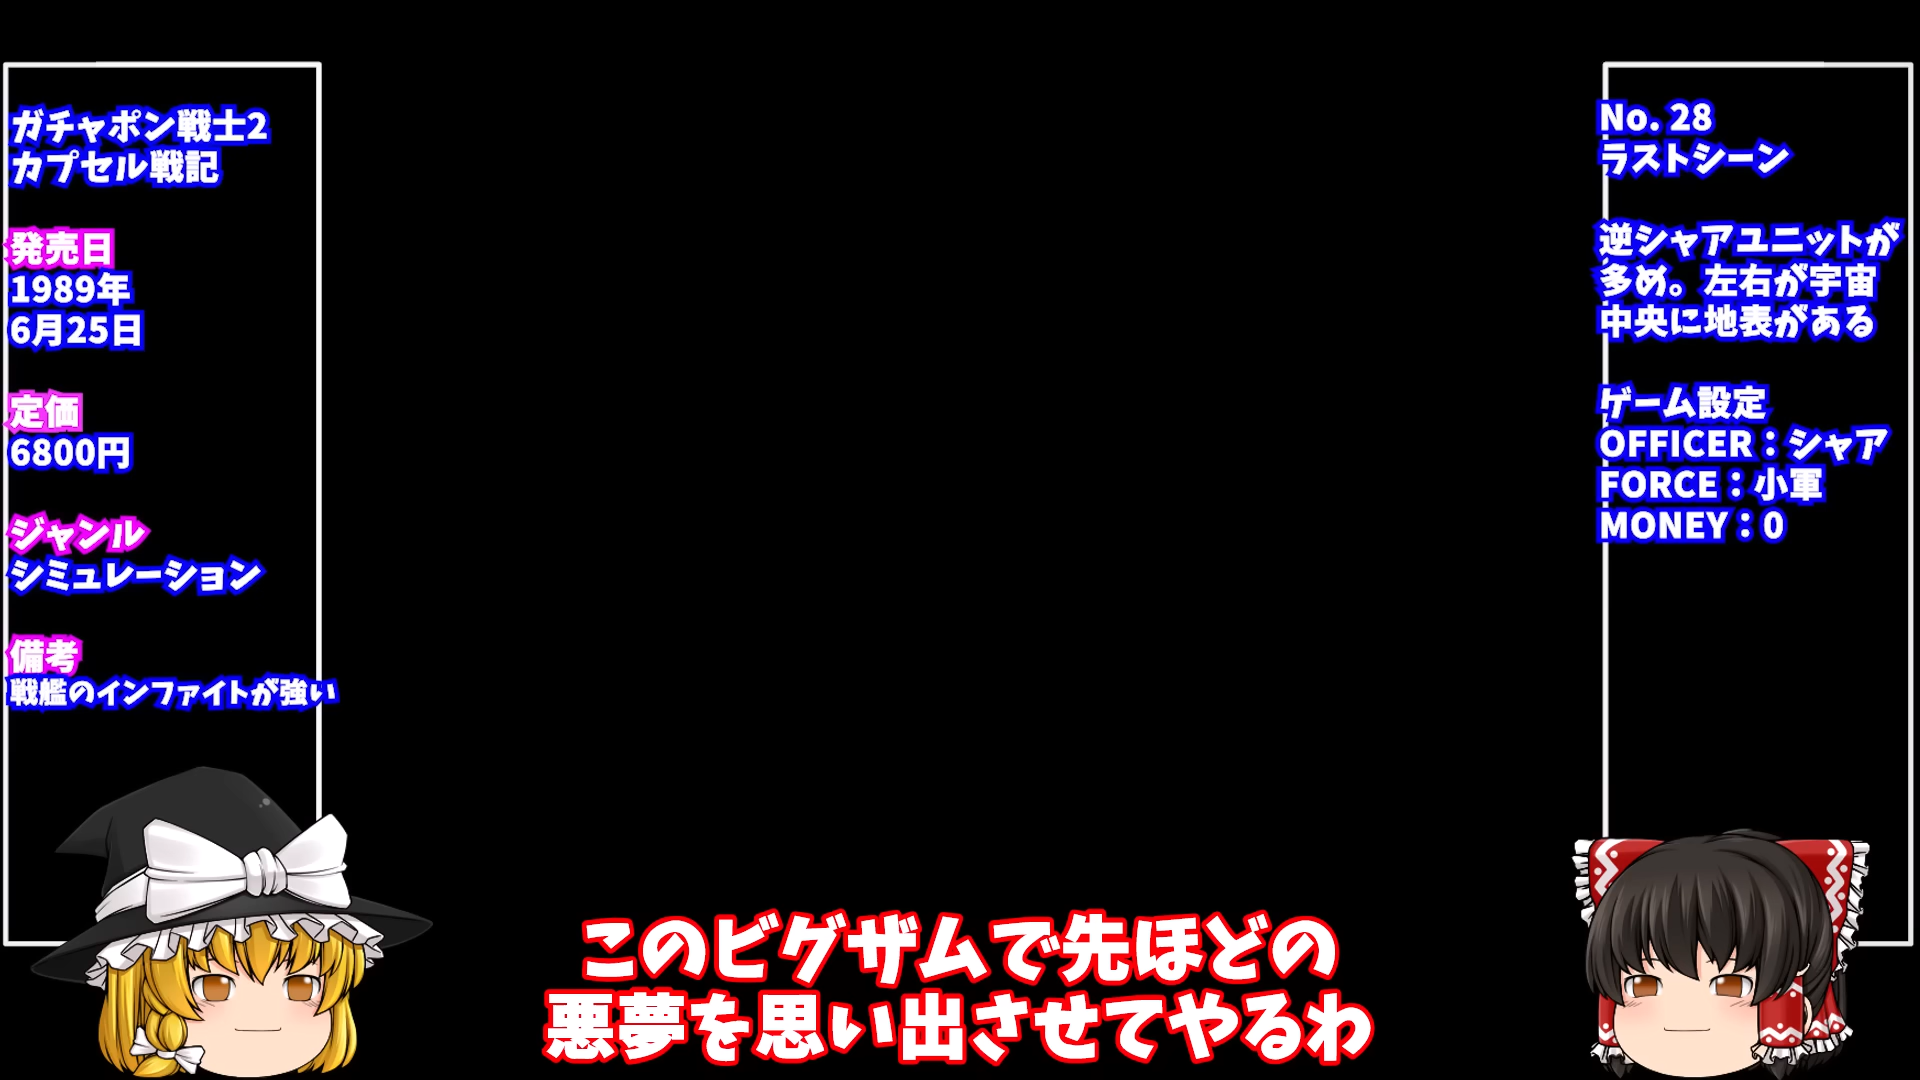 ガチャポン戦士2
カプセル戦記
発売日
1989年
6月25日
定価
6800円
ジャンル
シミュレーション
備考
戦艦のインファイトが強い
No. 28
ラストシーン
逆シャアユニットが
多め。左右が宇宙
中央に地表がある
ゲーム設定
OFFICER：シャア
FORCE：小軍
MONEY：0
このビグザムで先ほどの
悪夢を思い出させてやるわ